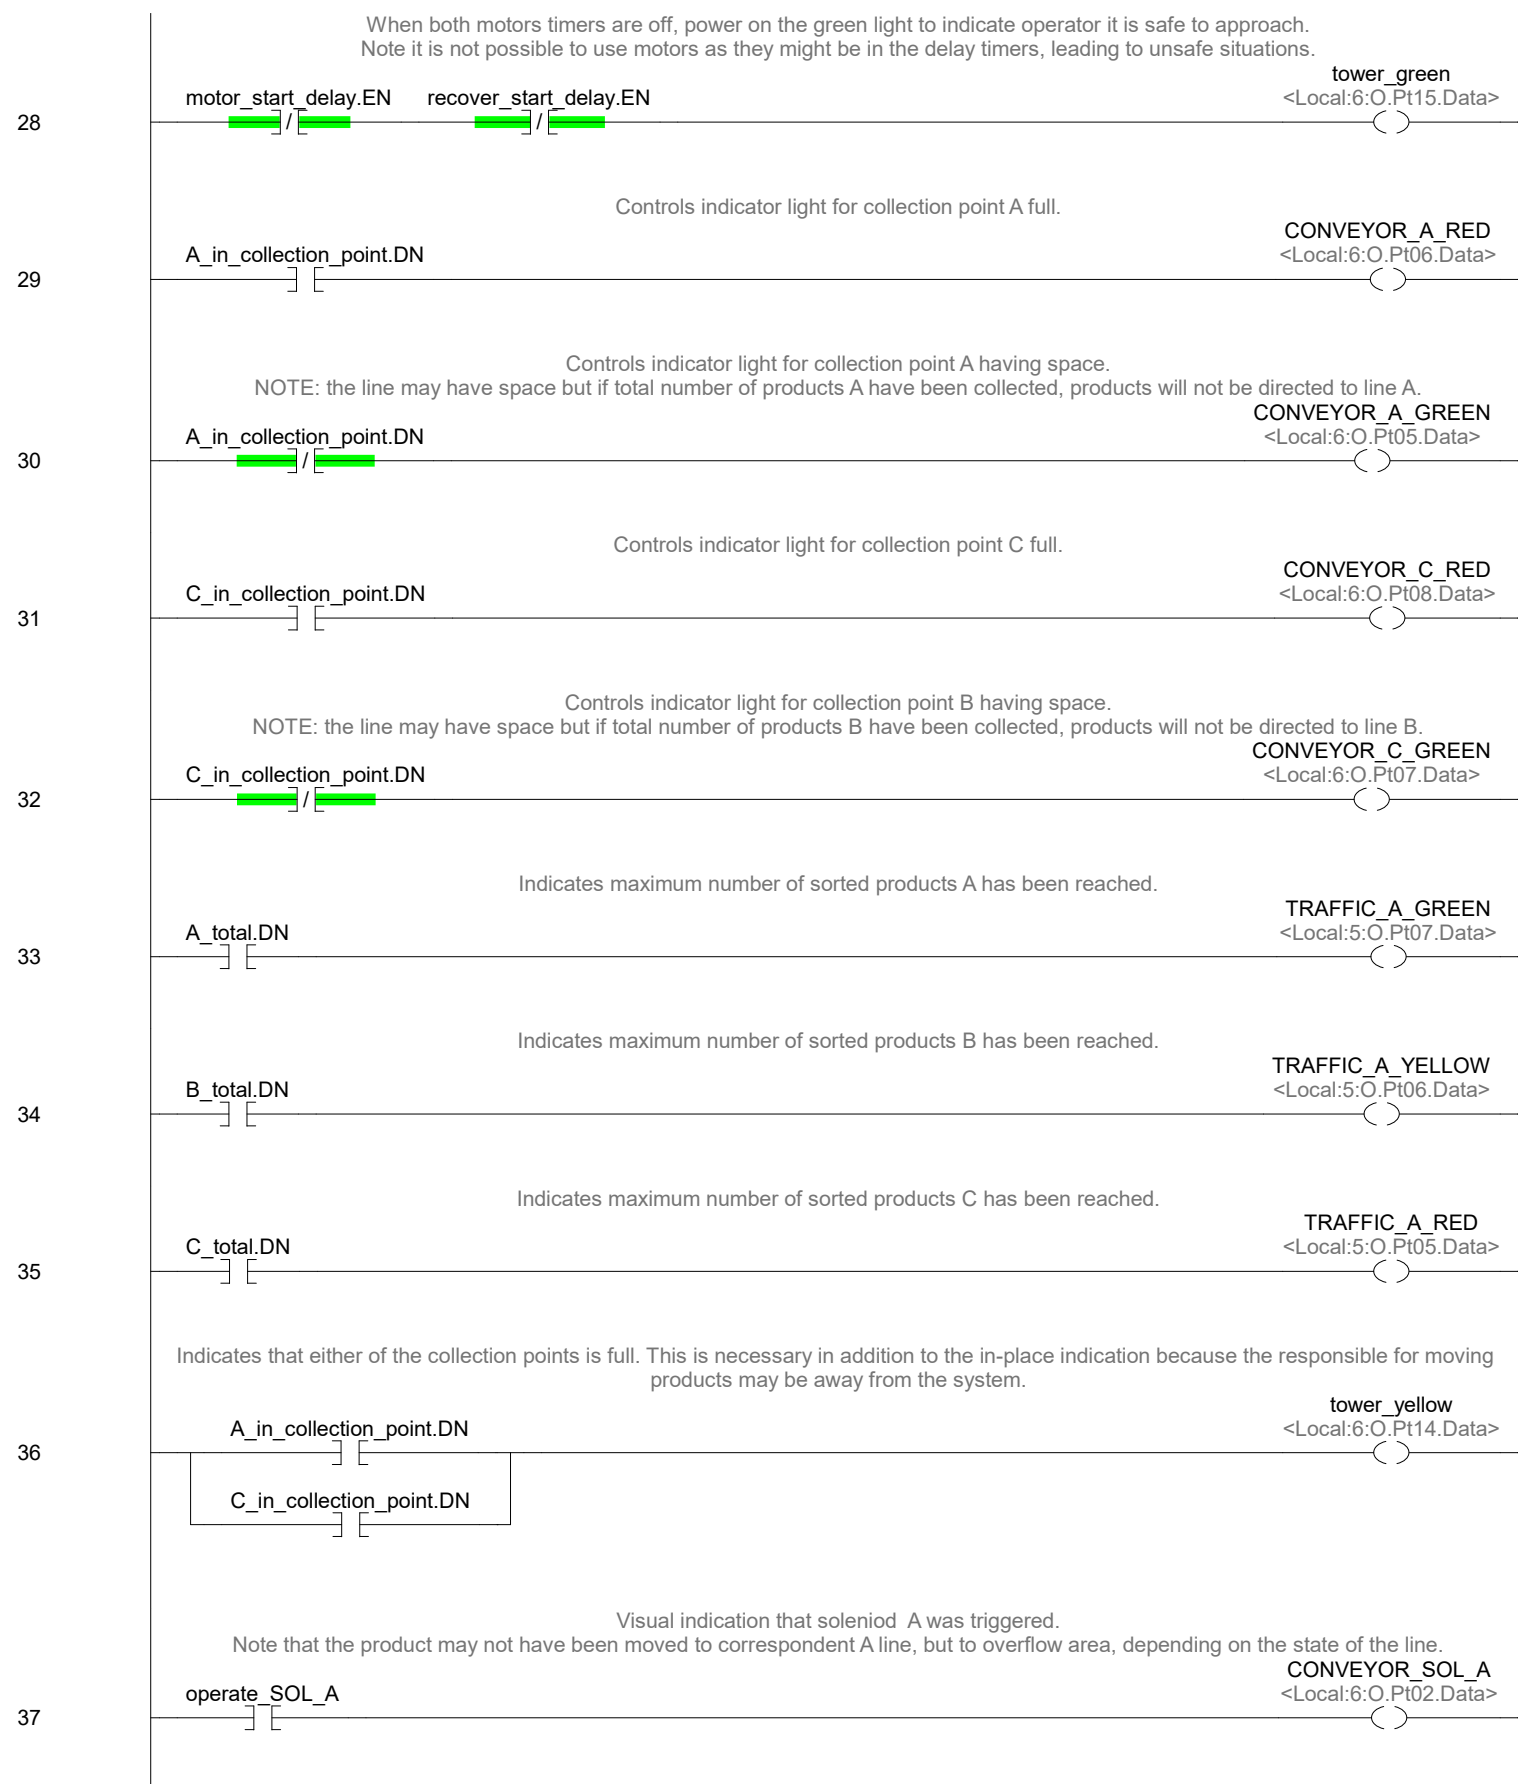 When both motors timers are off, power on the green light to indicate operator it is safe to approach.
Note it is not possible to use motors as they might be in the delay timers, leading to unsafe situations.
tower_green
motor_start_delay.EN recover_start_delay.EN <Local:6:O.Pt15.Data>
28 /  /
Controls indicator light for collection point A full.
CONVEYOR_A_RED
A_in_collection_point.DN <Local:6:O.Pt06.Data>
29
Controls indicator light for collection point A having space.
NOTE: the line may have space but if total number of products A have been collected, products will not be directed to line A.
CONVEYOR_A_GREEN
A_in_collection_point.DN <Local:6:O.Pt05.Data>
30 /
Controls indicator light for collection point C full.
CONVEYOR_C_RED
C_in_collection_point.DN <Local:6:O.Pt08.Data>
31
Controls indicator light for collection point B having space.
NOTE: the line may have space but if total number of products B have been collected, products will not be directed to line B.
CONVEYOR_C_GREEN
C_in_collection_point.DN <Local:6:O.Pt07.Data>
32 /
Indicates maximum number of sorted products A has been reached.
TRAFFIC_A_GREEN
A_total.DN <Local:5:O.Pt07.Data>
33
Indicates maximum number of sorted products B has been reached.
TRAFFIC_A_YELLOW
B_total.DN <Local:5:O.Pt06.Data>
34
Indicates maximum number of sorted products C has been reached.
TRAFFIC_A_RED
C_total.DN <Local:5:O.Pt05.Data>
35
Indicates that either of the collection points is full. This is necessary in addition to the in-place indication because the responsible for moving
products may be away from the system.
tower_yellow
A_in_collection_point.DN <Local:6:O.Pt14.Data>
36
C_in_collection_point.DN
Visual indication that soleniod  A was triggered.
Note that the product may not have been moved to correspondent A line, but to overflow area, depending on the state of the line.
CONVEYOR_SOL_A
operate_SOL_A <Local:6:O.Pt02.Data>
37